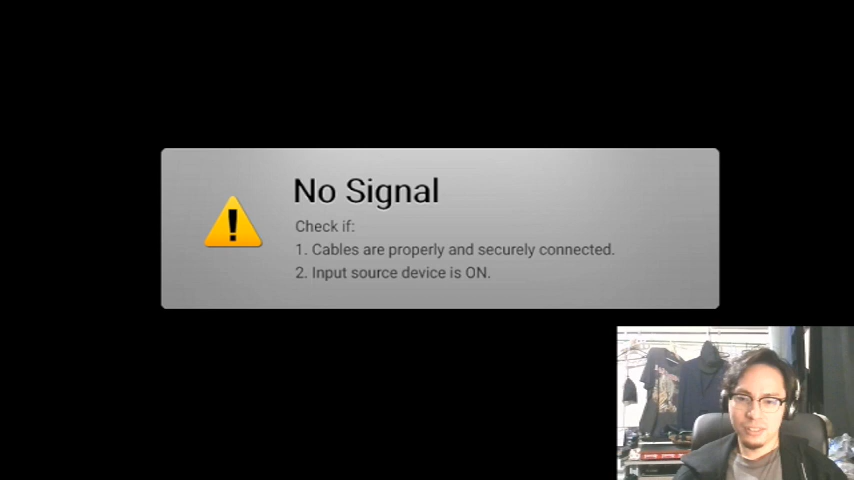 No Signal
Check if:
1. Cables are properly and securely connected.
2. Input source device is ON.